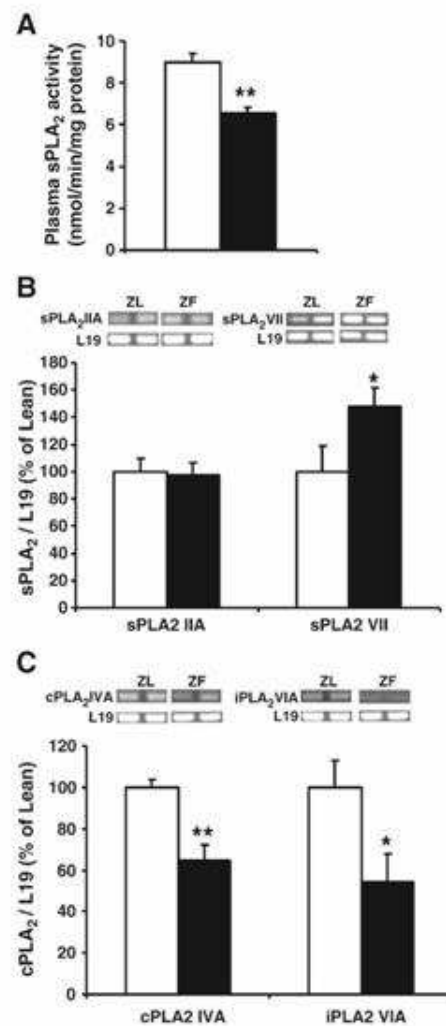 A
Plasma sPLA₂ activity
(nmol/min/mg protein)
10
8
6
4
2
0
**
B
ZL ZF ZL ZF
sPLA₂IIA sPLA₂VII
L19 L19
sPLA₂ / L19 (% of Lean)
180
160
140
120
100
80
60
40
20
0
*
sPLA2 IIA sPLA2 VII
C
ZL ZF ZL ZF
cPLA₂IVA iPLA₂VIA
L19 L19
cPLA₂ / L19 (% of Lean)
120
100
80
60
40
20
0
**
*
cPLA2 IVA iPLA2 VIA